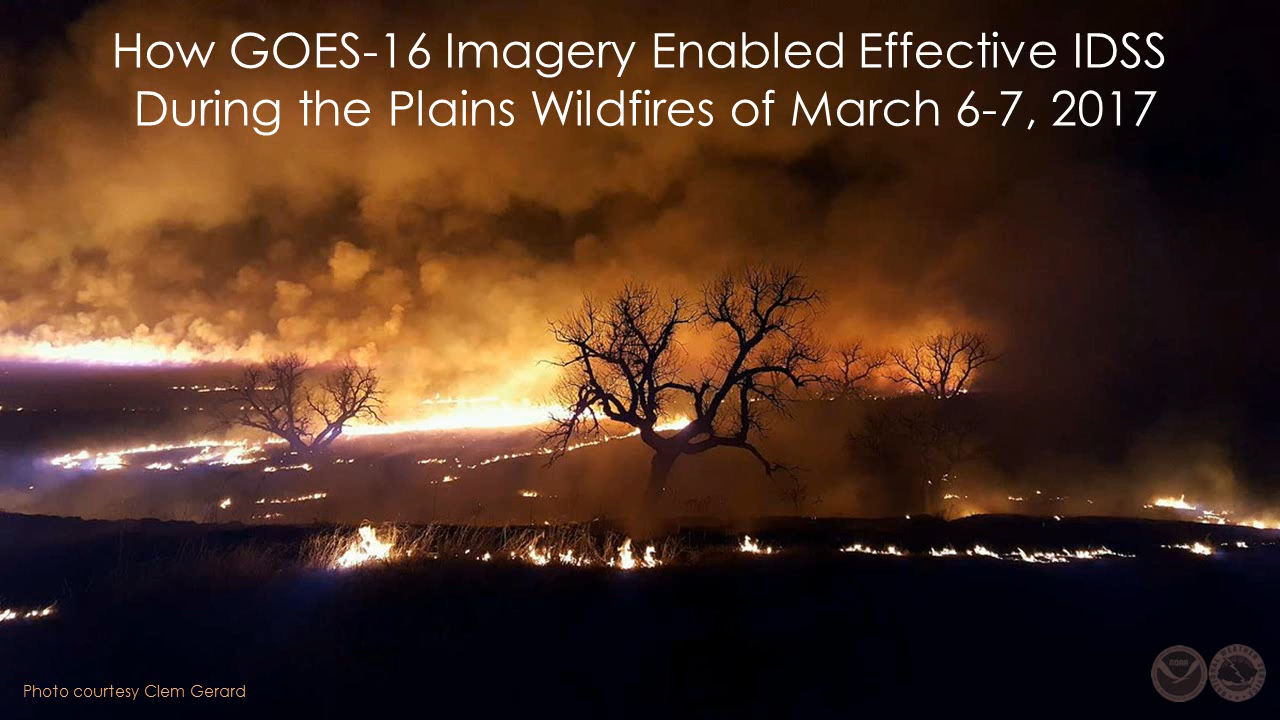 How GOES-16 Imagery Enabled Effective IDSS
During the Plains Wildfires of March 6-7, 2017
Photo courtesy Clem Gerard
NOAA